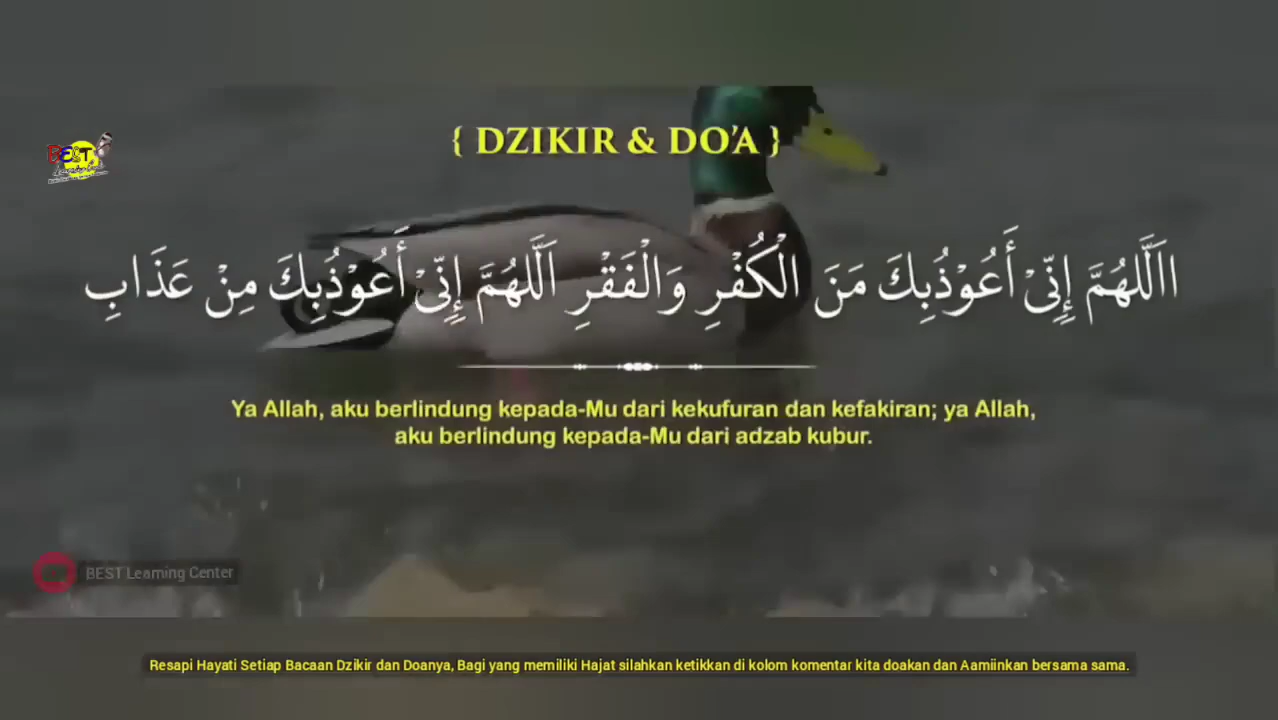 BEST
{ DZIKIR & DO’A }
اَللَّهُمَّ إِنِّيْ أَعُوْذُبِكَ مَنَ الْكُفْرِ وَالْفَقْرِ اَللَّهُمَّ إِنِّيْ أَعُوْذُبِكَ مِنْ عَذَابِ
Ya Allah, aku berlindung kepada-Mu dari kekufuran dan kefakiran; ya Allah,
aku berlindung kepada-Mu dari adzab kubur.
BEST Learning Center
Resapi Hayati Setiap Bacaan Dzikir dan Doanya, Bagi yang memiliki Hajat silahkan ketikkan di kolom komentar kita doakan dan Aamiinkan bersama sama.